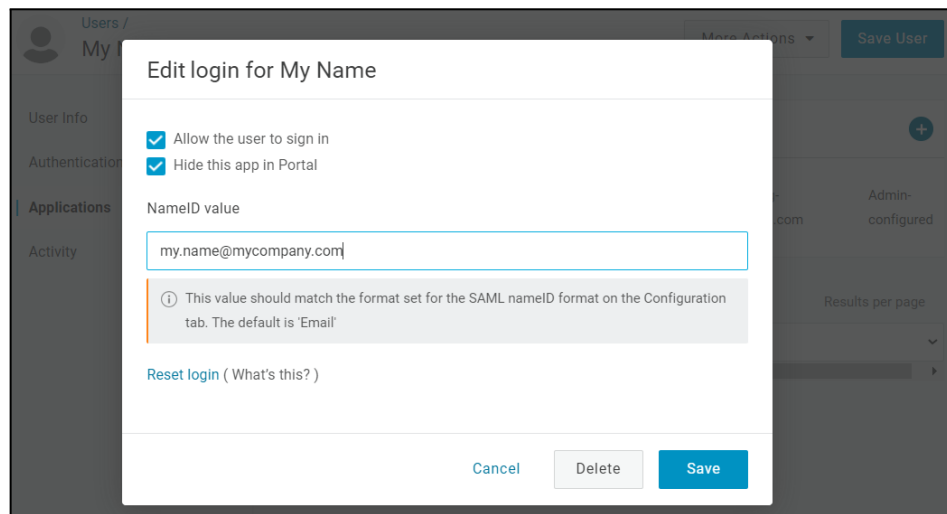 Users /
My
More Actions
Save User
Edit login for My Name
User Info
Allow the user to sign in
Authentication
Hide this app in Portal
Applications
NameID value
.com
Admin-
configured
Activity
my.name@mycompany.com
This value should match the format set for the SAML nameID format on the Configuration
tab. The default is 'Email'
Results per page
Reset login ( What's this? )
Cancel
Delete
Save